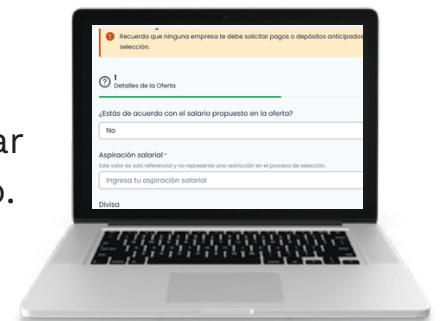 Recuerda que ninguna empresa te debe solicitar pagos o depósitos anticipados
selección.
1
Detalles de la Oferta
¿Estás de acuerdo con el salario propuesto en la oferta?
No
Aspiración salarial *
Este valor es solo referencial y no representa una restricción en el proceso de selección.
Ingresa tu aspiración salarial
Divisa